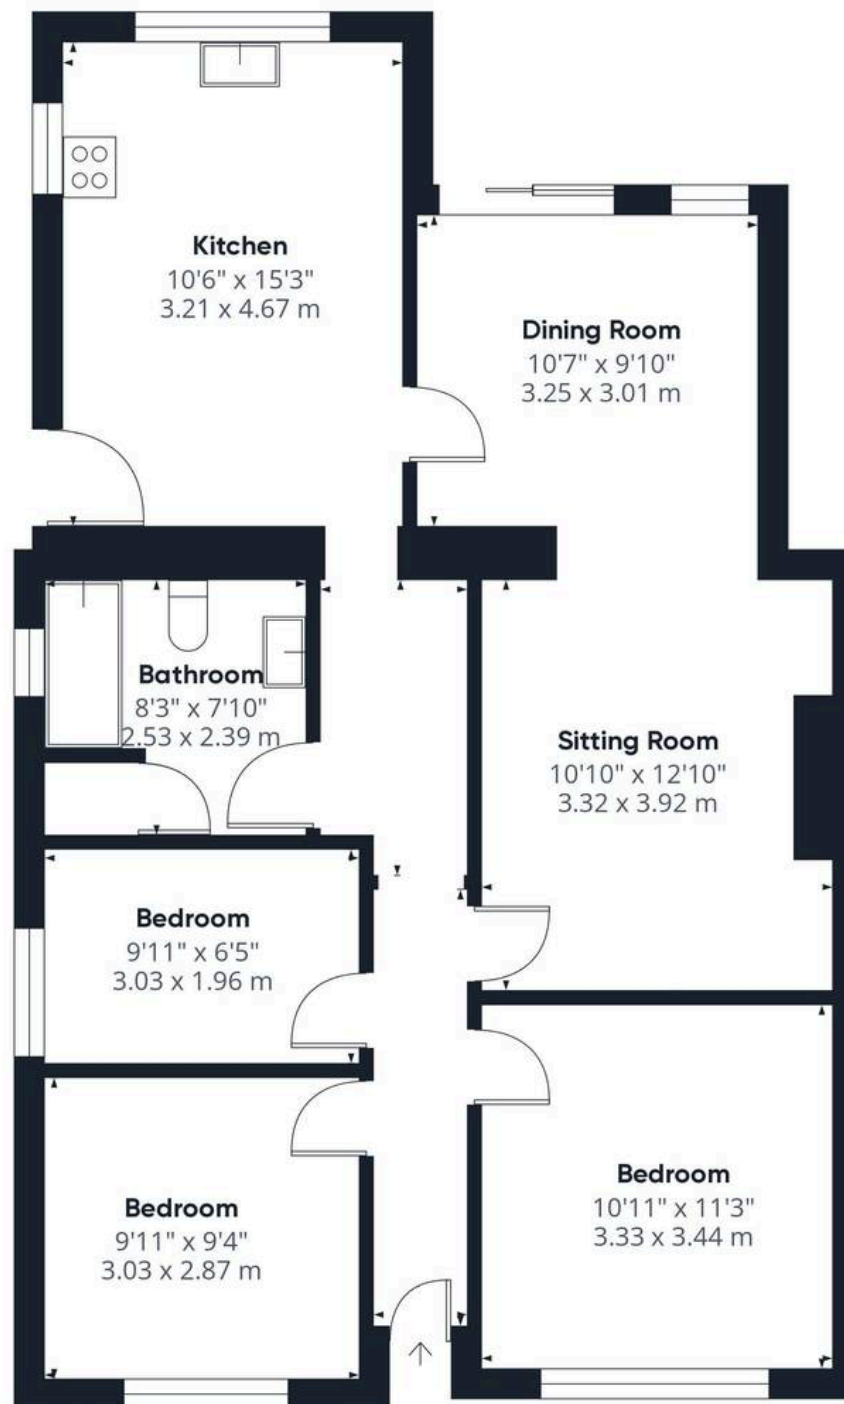 Kitchen
10'6" x 15'3"
3.21 x 4.67 m
Dining Room
10'7" x 9'10"
3.25 x 3.01 m
Bathroom
8'3" x 7'10"
2.53 x 2.39 m
Sitting Room
10'10" x 12'10"
3.32 x 3.92 m
Bedroom
9'11" x 6'5"
3.03 x 1.96 m
Bedroom
9'11" x 9'4"
3.03 x 2.87 m
Bedroom
10'11" x 11'3"
3.33 x 3.44 m